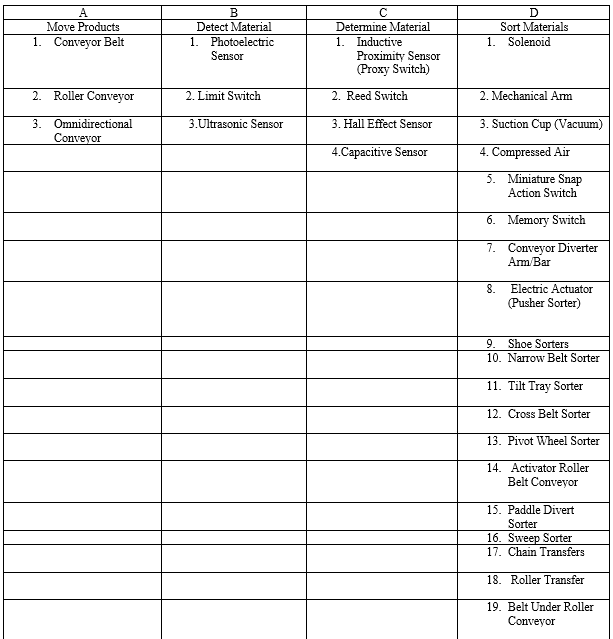 A B C D
Move Products Detect Material Determine Material Sort Materials
1. Conveyor Belt 1. Photoelectric Sensor 1. Inductive Proximity Sensor (Proxy Switch) 1. Solenoid
2. Roller Conveyor 2. Limit Switch 2. Reed Switch 2. Mechanical Arm
3. Omnidirectional Conveyor 3.Ultrasonic Sensor 3. Hall Effect Sensor 3. Suction Cup (Vacuum)
4.Capacitive Sensor 4. Compressed Air
5. Miniature Snap
Action Switch
6. Memory Switch
7. Conveyor Diverter
Arm/Bar
8. Electric Actuator
(Pusher Sorter)
9. Shoe Sorters
10. Narrow Belt Sorter
11. Tilt Tray Sorter
12. Cross Belt Sorter
13. Pivot Wheel Sorter
14. Activator Roller
Belt Conveyor
15. Paddle Divert
Sorter
16. Sweep Sorter
17. Chain Transfers
18. Roller Transfer
19. Belt Under Roller
Conveyor